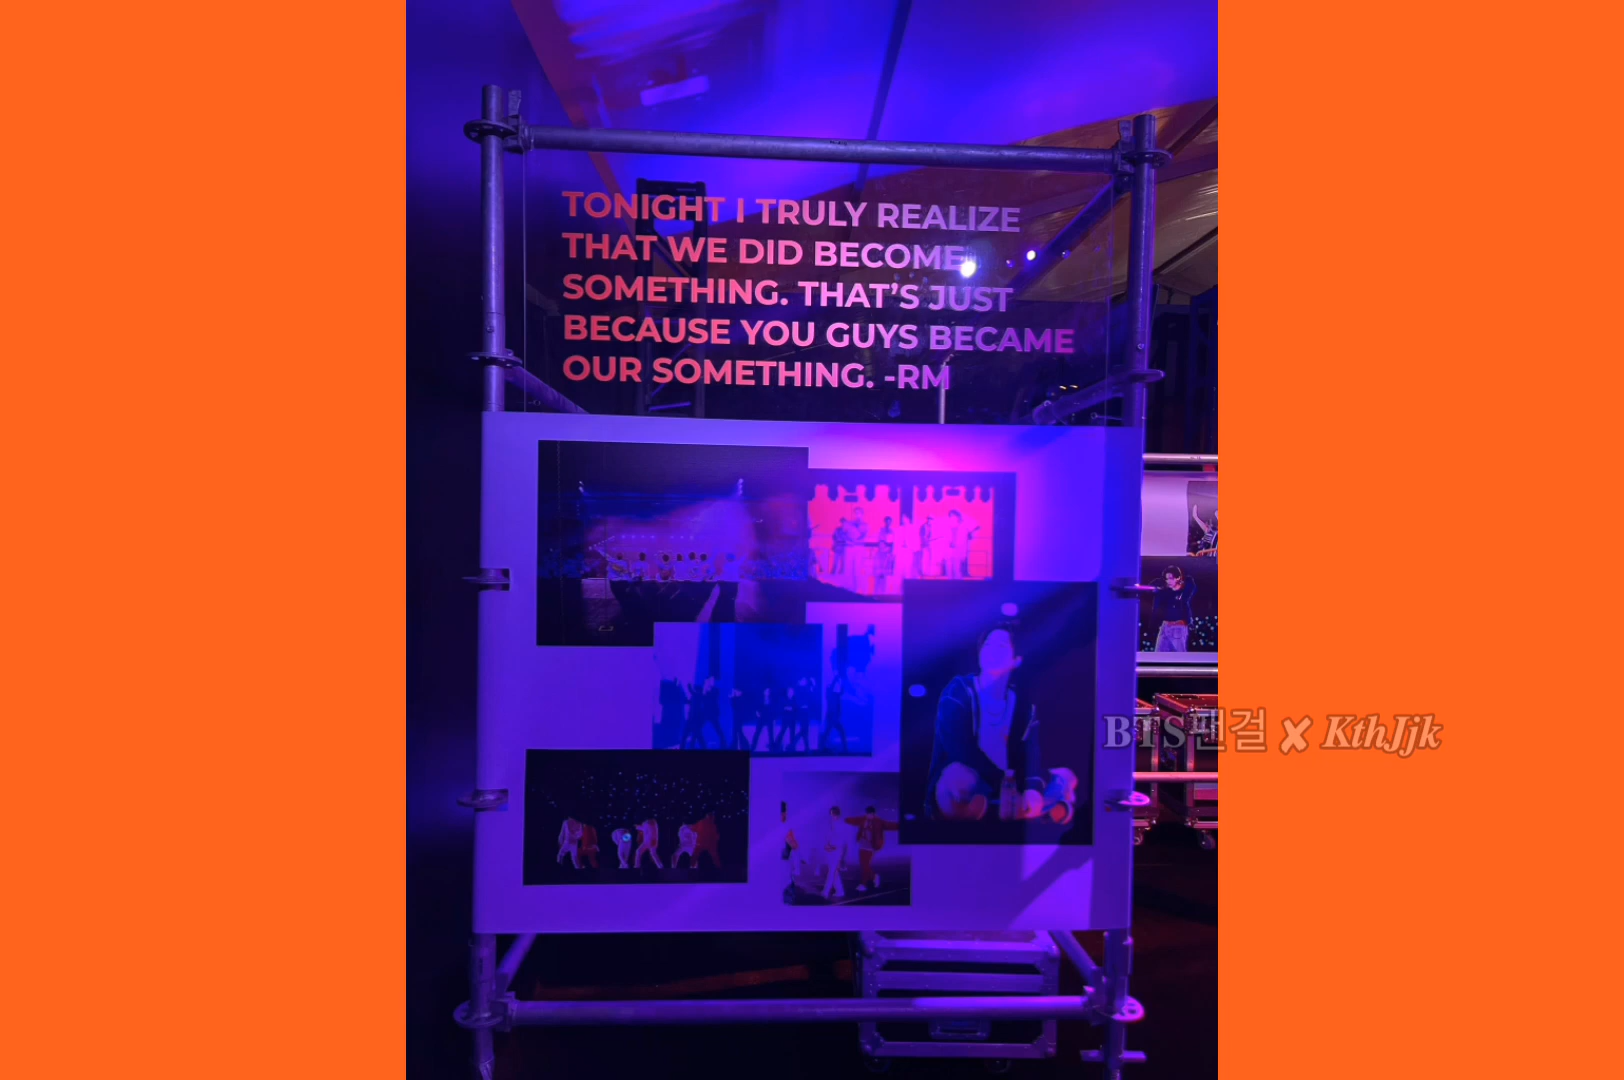 TONIGHT I TRULY REALIZE
THAT WE DID BECOME
SOMETHING. THAT’S JUST
BECAUSE YOU GUYS BECAME
OUR SOMETHING. -RM
BTS팬걸 ✘ KthJjk